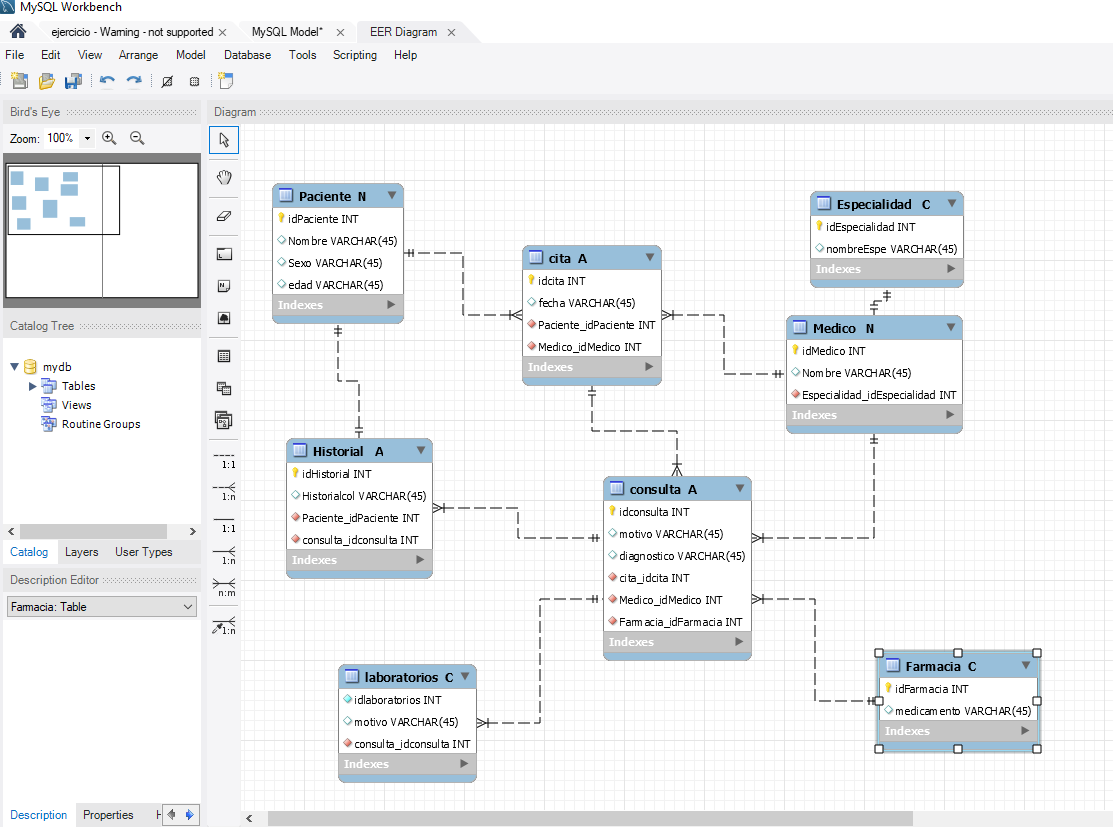 MySQL Workbench
ejercicio - Warning - not supported
MySQL Model*
EER Diagram
File Edit View Arrange Model Database Tools Scripting Help
Bird's Eye
Zoom: 100%
Diagram
Catalog Tree
mydb
Tables
Views
Routine Groups
Catalog Layers User Types
Description Editor
Farmacia: Table
Description Properties H
1:1
1:n
1:1
1:n
n:m
1:n
Paciente N
idPaciente INT
Nombre VARCHAR(45)
Sexo VARCHAR(45)
edad VARCHAR(45)
Indexes
cita A
idcita INT
fecha VARCHAR(45)
Paciente_idPaciente INT
Medico_idMedico INT
Indexes
Especialidad C
idEspecialidad INT
nombreEspe VARCHAR(45)
Indexes
Medico N
idMedico INT
Nombre VARCHAR(45)
Especialidad_idEspecialidad INT
Indexes
Historial A
idHistorial INT
Historialcol VARCHAR(45)
Paciente_idPaciente INT
consulta_idconsulta INT
Indexes
consulta A
idconsulta INT
motivo VARCHAR(45)
diagnostico VARCHAR(45)
cita_idcita INT
Medico_idMedico INT
Farmacia_idFarmacia INT
Indexes
laboratorios C
idlaboratorios INT
motivo VARCHAR(45)
consulta_idconsulta INT
Indexes
Farmacia C
idFarmacia INT
medicamento VARCHAR(45)
Indexes